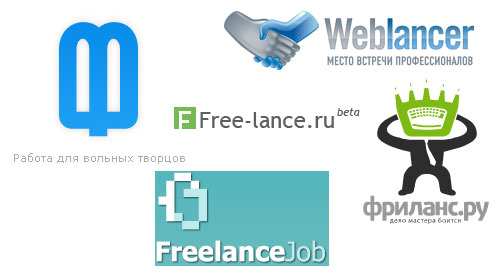 Weblancer
МЕСТО ВСТРЕЧИ ПРОФЕССИОНАЛОВ
F Free-lance.ru beta
Работа для вольных творцов
фриланс.ру
дело мастера боится
FreelanceJob